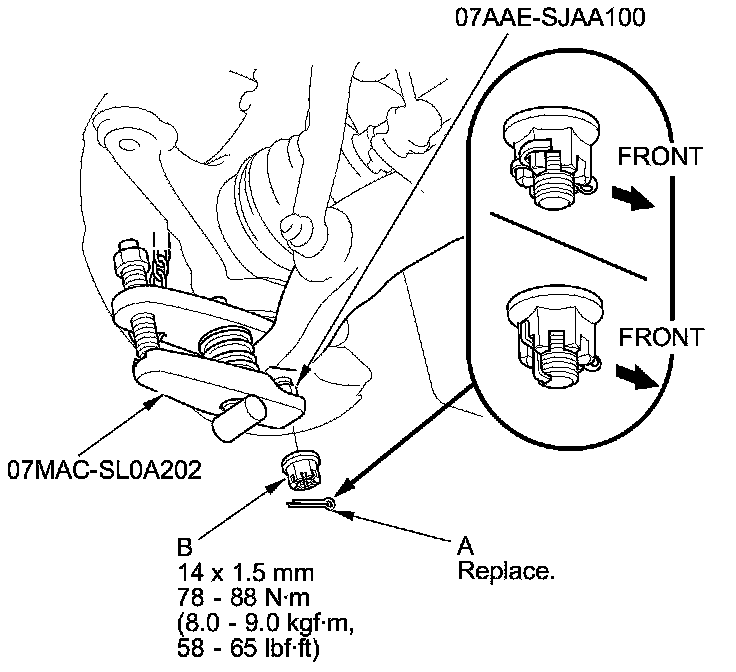 07AAE-SJAA100
FRONT
FRONT
07MAC-SL0A202
B
14 x 1.5 mm
78 - 88 N·m
(8.0 - 9.0 kgf·m,
58 - 65 lbf·ft)
A
Replace.